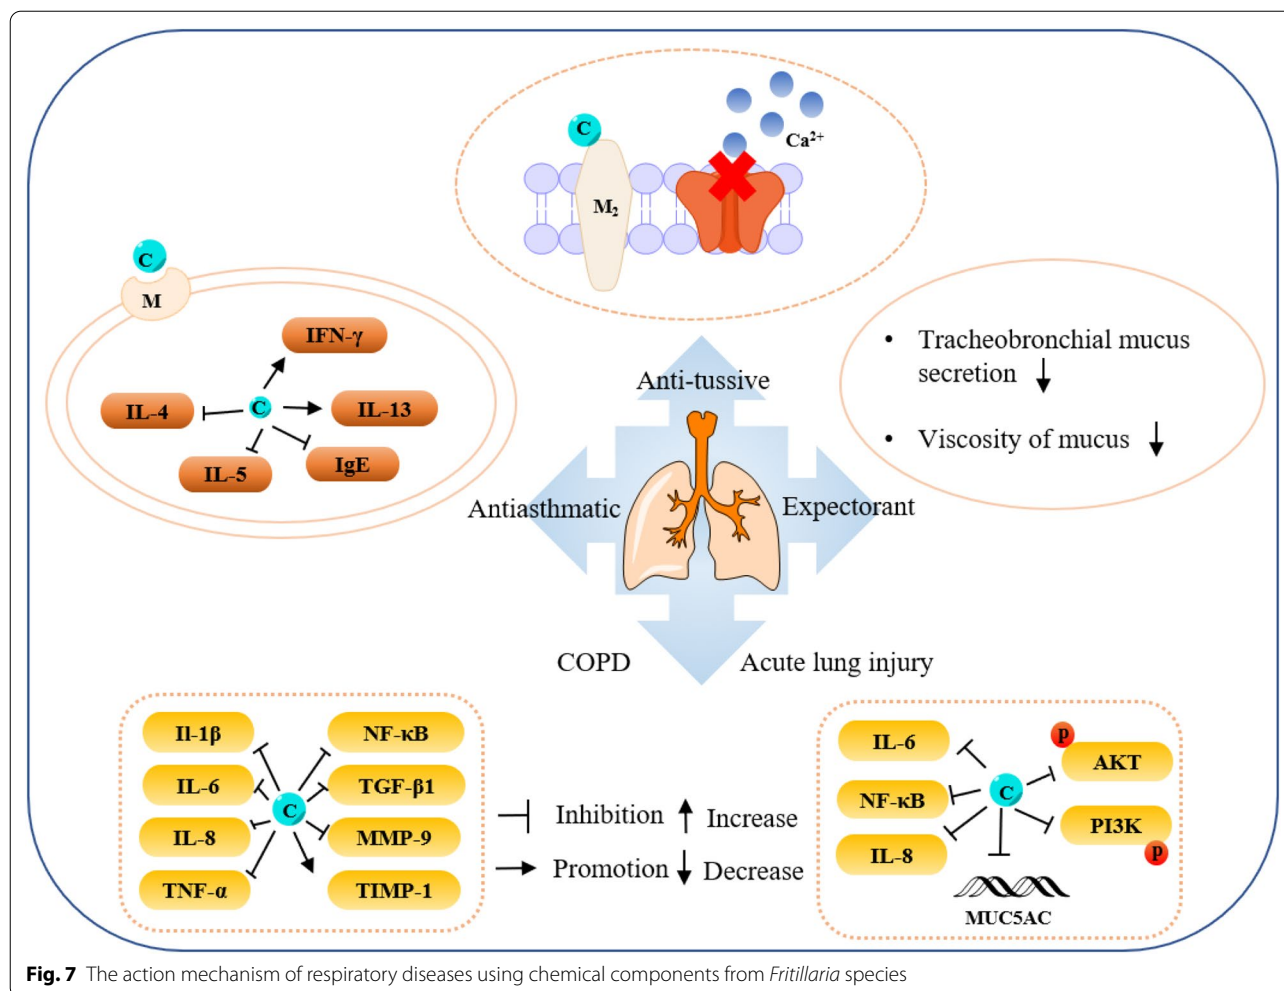 C
Ca²⁺
M₂
C
M
IFN-γ
IL-4
C
IL-13
IL-5
IgE
Anti-tussive
• Tracheobronchial mucus
secretion ↓
• Viscosity of mucus ↓
Antiasthmatic
Expectorant
COPD
Acute lung injury
Il-1β
NF-κB
IL-6
TGF-β1
C
IL-8
MMP-9
TNF-α
TIMP-1
Inhibition
Increase
Promotion
Decrease
IL-6
p
AKT
C
NF-κB
PI3K
p
IL-8
MUC5AC
Fig. 7 The action mechanism of respiratory diseases using chemical components from Fritillaria species